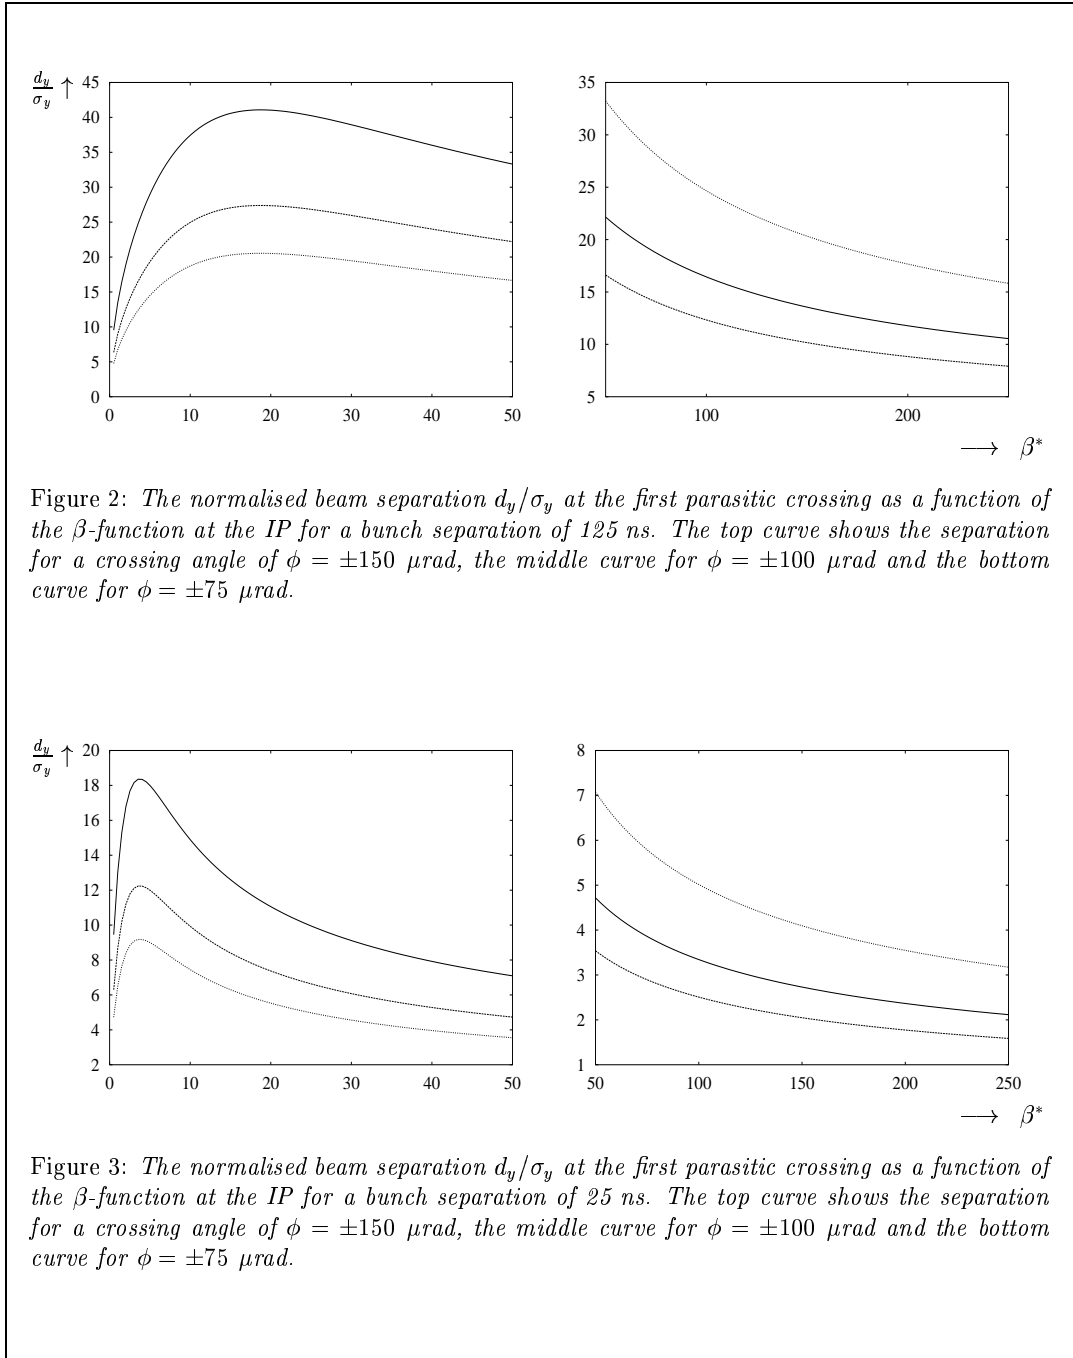 d_y/σ_y ↑
45
40
35
30
25
20
15
10
5
0
0 10 20 30 40 50
35
30
25
20
15
10
5
100 200
⟶ β*
Figure 2: The normalised beam separation d_y/σ_y at the first parasitic crossing as a function of
the β-function at the IP for a bunch separation of 125 ns. The top curve shows the separation
for a crossing angle of ϕ = ±150 μrad, the middle curve for ϕ = ±100 μrad and the bottom
curve for ϕ = ±75 μrad.
d_y/σ_y ↑
20
18
16
14
12
10
8
6
4
2
0 10 20 30 40 50
8
7
6
5
4
3
2
1
50 100 150 200 250
⟶ β*
Figure 3: The normalised beam separation d_y/σ_y at the first parasitic crossing as a function of
the β-function at the IP for a bunch separation of 25 ns. The top curve shows the separation
for a crossing angle of ϕ = ±150 μrad, the middle curve for ϕ = ±100 μrad and the bottom
curve for ϕ = ±75 μrad.